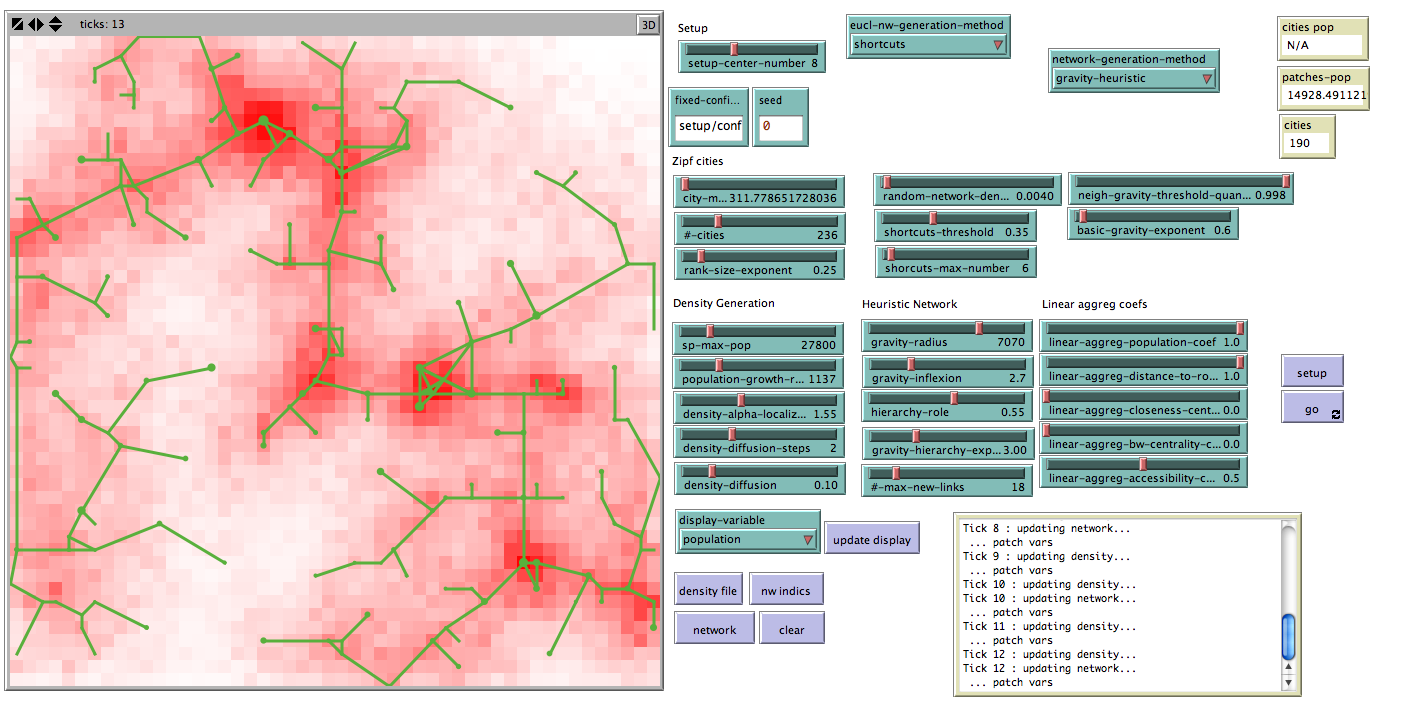 ticks: 13
3D
Setup
setup-center-number 8
eucl-nw-generation-method
shortcuts
network-generation-method
gravity-heuristic
cities pop
N/A
patches-pop
14928.491121
cities
190
fixed-confi...
setup/conf
seed
0
Zipf cities
city-m... 311.778651728036
#-cities 236
rank-size-exponent 0.25
random-network-den... 0.0040
shortcuts-threshold 0.35
shorcuts-max-number 6
neigh-gravity-threshold-quan... 0.998
basic-gravity-exponent 0.6
Density Generation
sp-max-pop 27800
population-growth-r... 1137
density-alpha-localiz... 1.55
density-diffusion-steps 2
density-diffusion 0.10
Heuristic Network
gravity-radius 7070
gravity-inflexion 2.7
hierarchy-role 0.55
gravity-hierarchy-exp... 3.00
#-max-new-links 18
Linear aggreg coefs
linear-aggreg-population-coef 1.0
linear-aggreg-distance-to-ro... 1.0
linear-aggreg-closeness-cent... 0.0
linear-aggreg-bw-centrality-c... 0.0
linear-aggreg-accessibility-c... 0.5
setup
go
display-variable
population
update display
density file
nw indics
network
clear
Tick 8 : updating network...
... patch vars
Tick 9 : updating density...
... patch vars
Tick 10 : updating density...
Tick 10 : updating network...
... patch vars
Tick 11 : updating density...
... patch vars
Tick 12 : updating density...
Tick 12 : updating network...
... patch vars